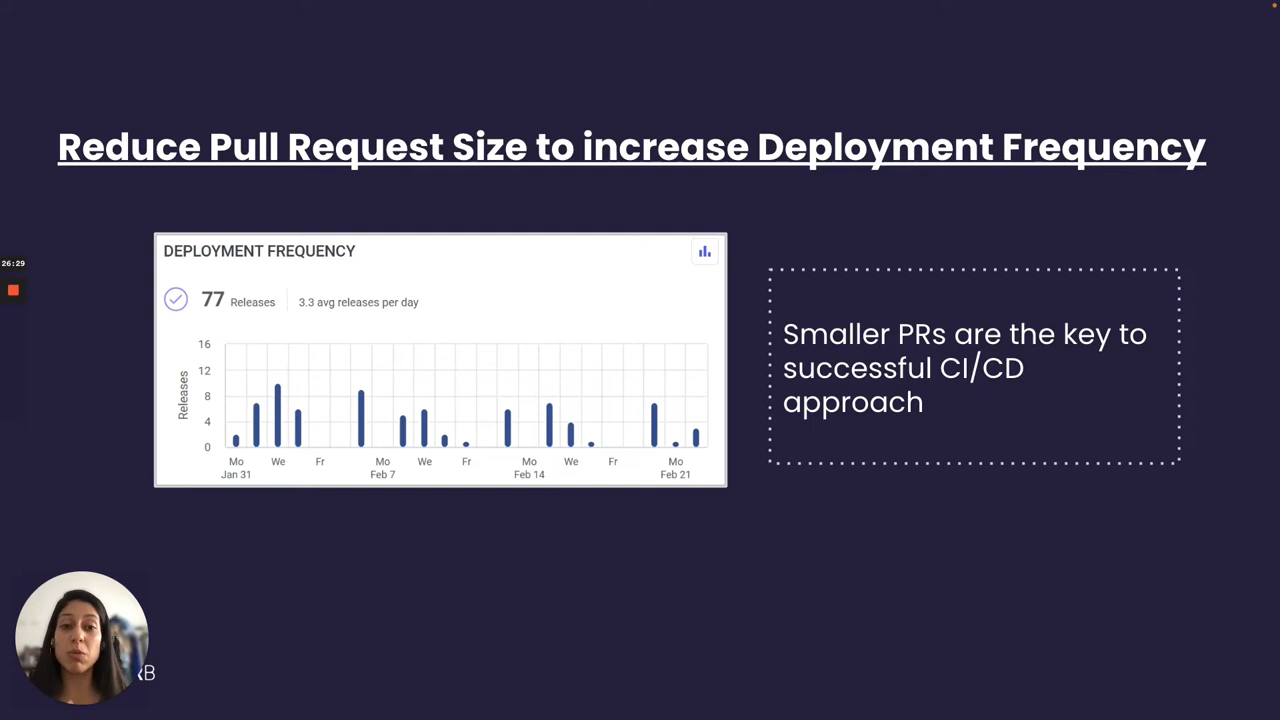 Reduce Pull Request Size to increase Deployment Frequency
26:29
DEPLOYMENT FREQUENCY
77 Releases 3.3 avg releases per day
Releases
16
12
8
4
0
Mo We Fr Mo We Fr Mo We Fr Mo
Jan 31 Feb 7 Feb 14 Feb 21
Smaller PRs are the key to
successful CI/CD
approach